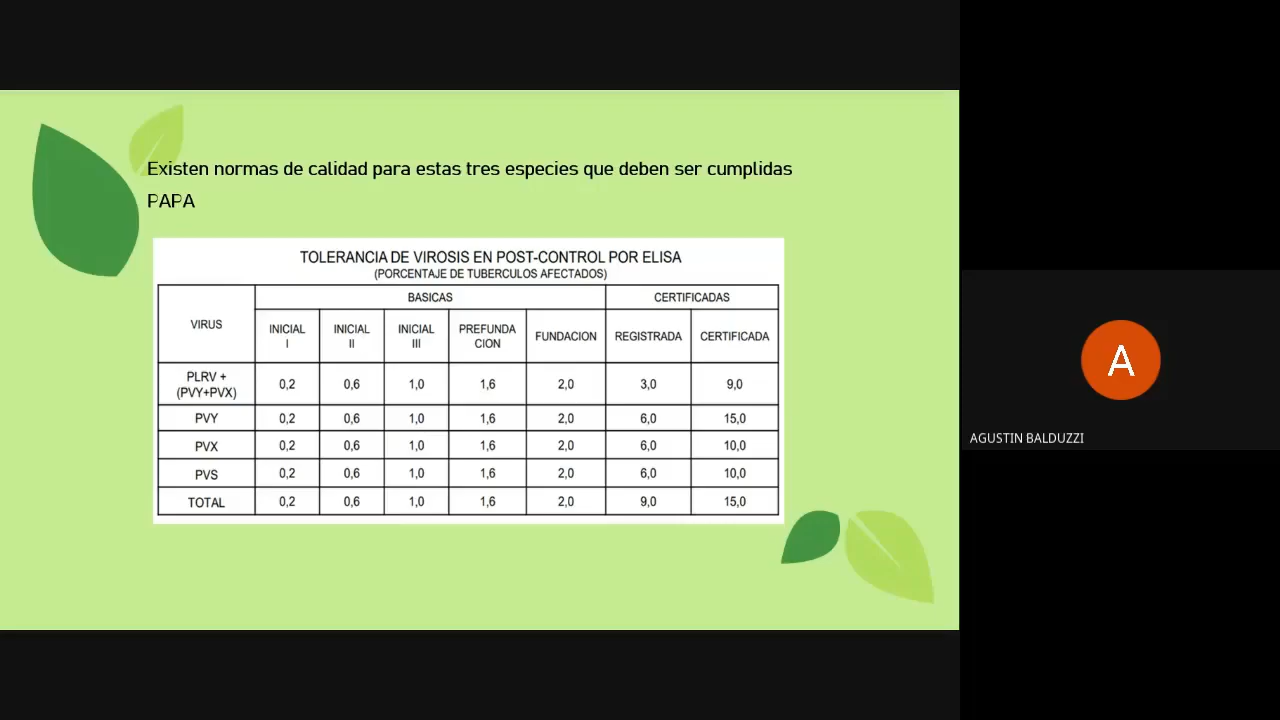 Existen normas de calidad para estas tres especies que deben ser cumplidas
PAPA
TOLERANCIA DE VIROSIS EN POST-CONTROL POR ELISA
(PORCENTAJE DE TUBERCULOS AFECTADOS)
VIRUS BASICAS CERTIFICADAS
INICIAL I INICIAL II INICIAL III PREFUNDA CION FUNDACION REGISTRADA CERTIFICADA
PLRV + (PVY+PVX) 0,2 0,6 1,0 1,6 2,0 3,0 9,0
PVY 0,2 0,6 1,0 1,6 2,0 6,0 15,0
PVX 0,2 0,6 1,0 1,6 2,0 6,0 10,0
PVS 0,2 0,6 1,0 1,6 2,0 6,0 10,0
TOTAL 0,2 0,6 1,0 1,6 2,0 9,0 15,0
A
AGUSTIN BALDUZZI